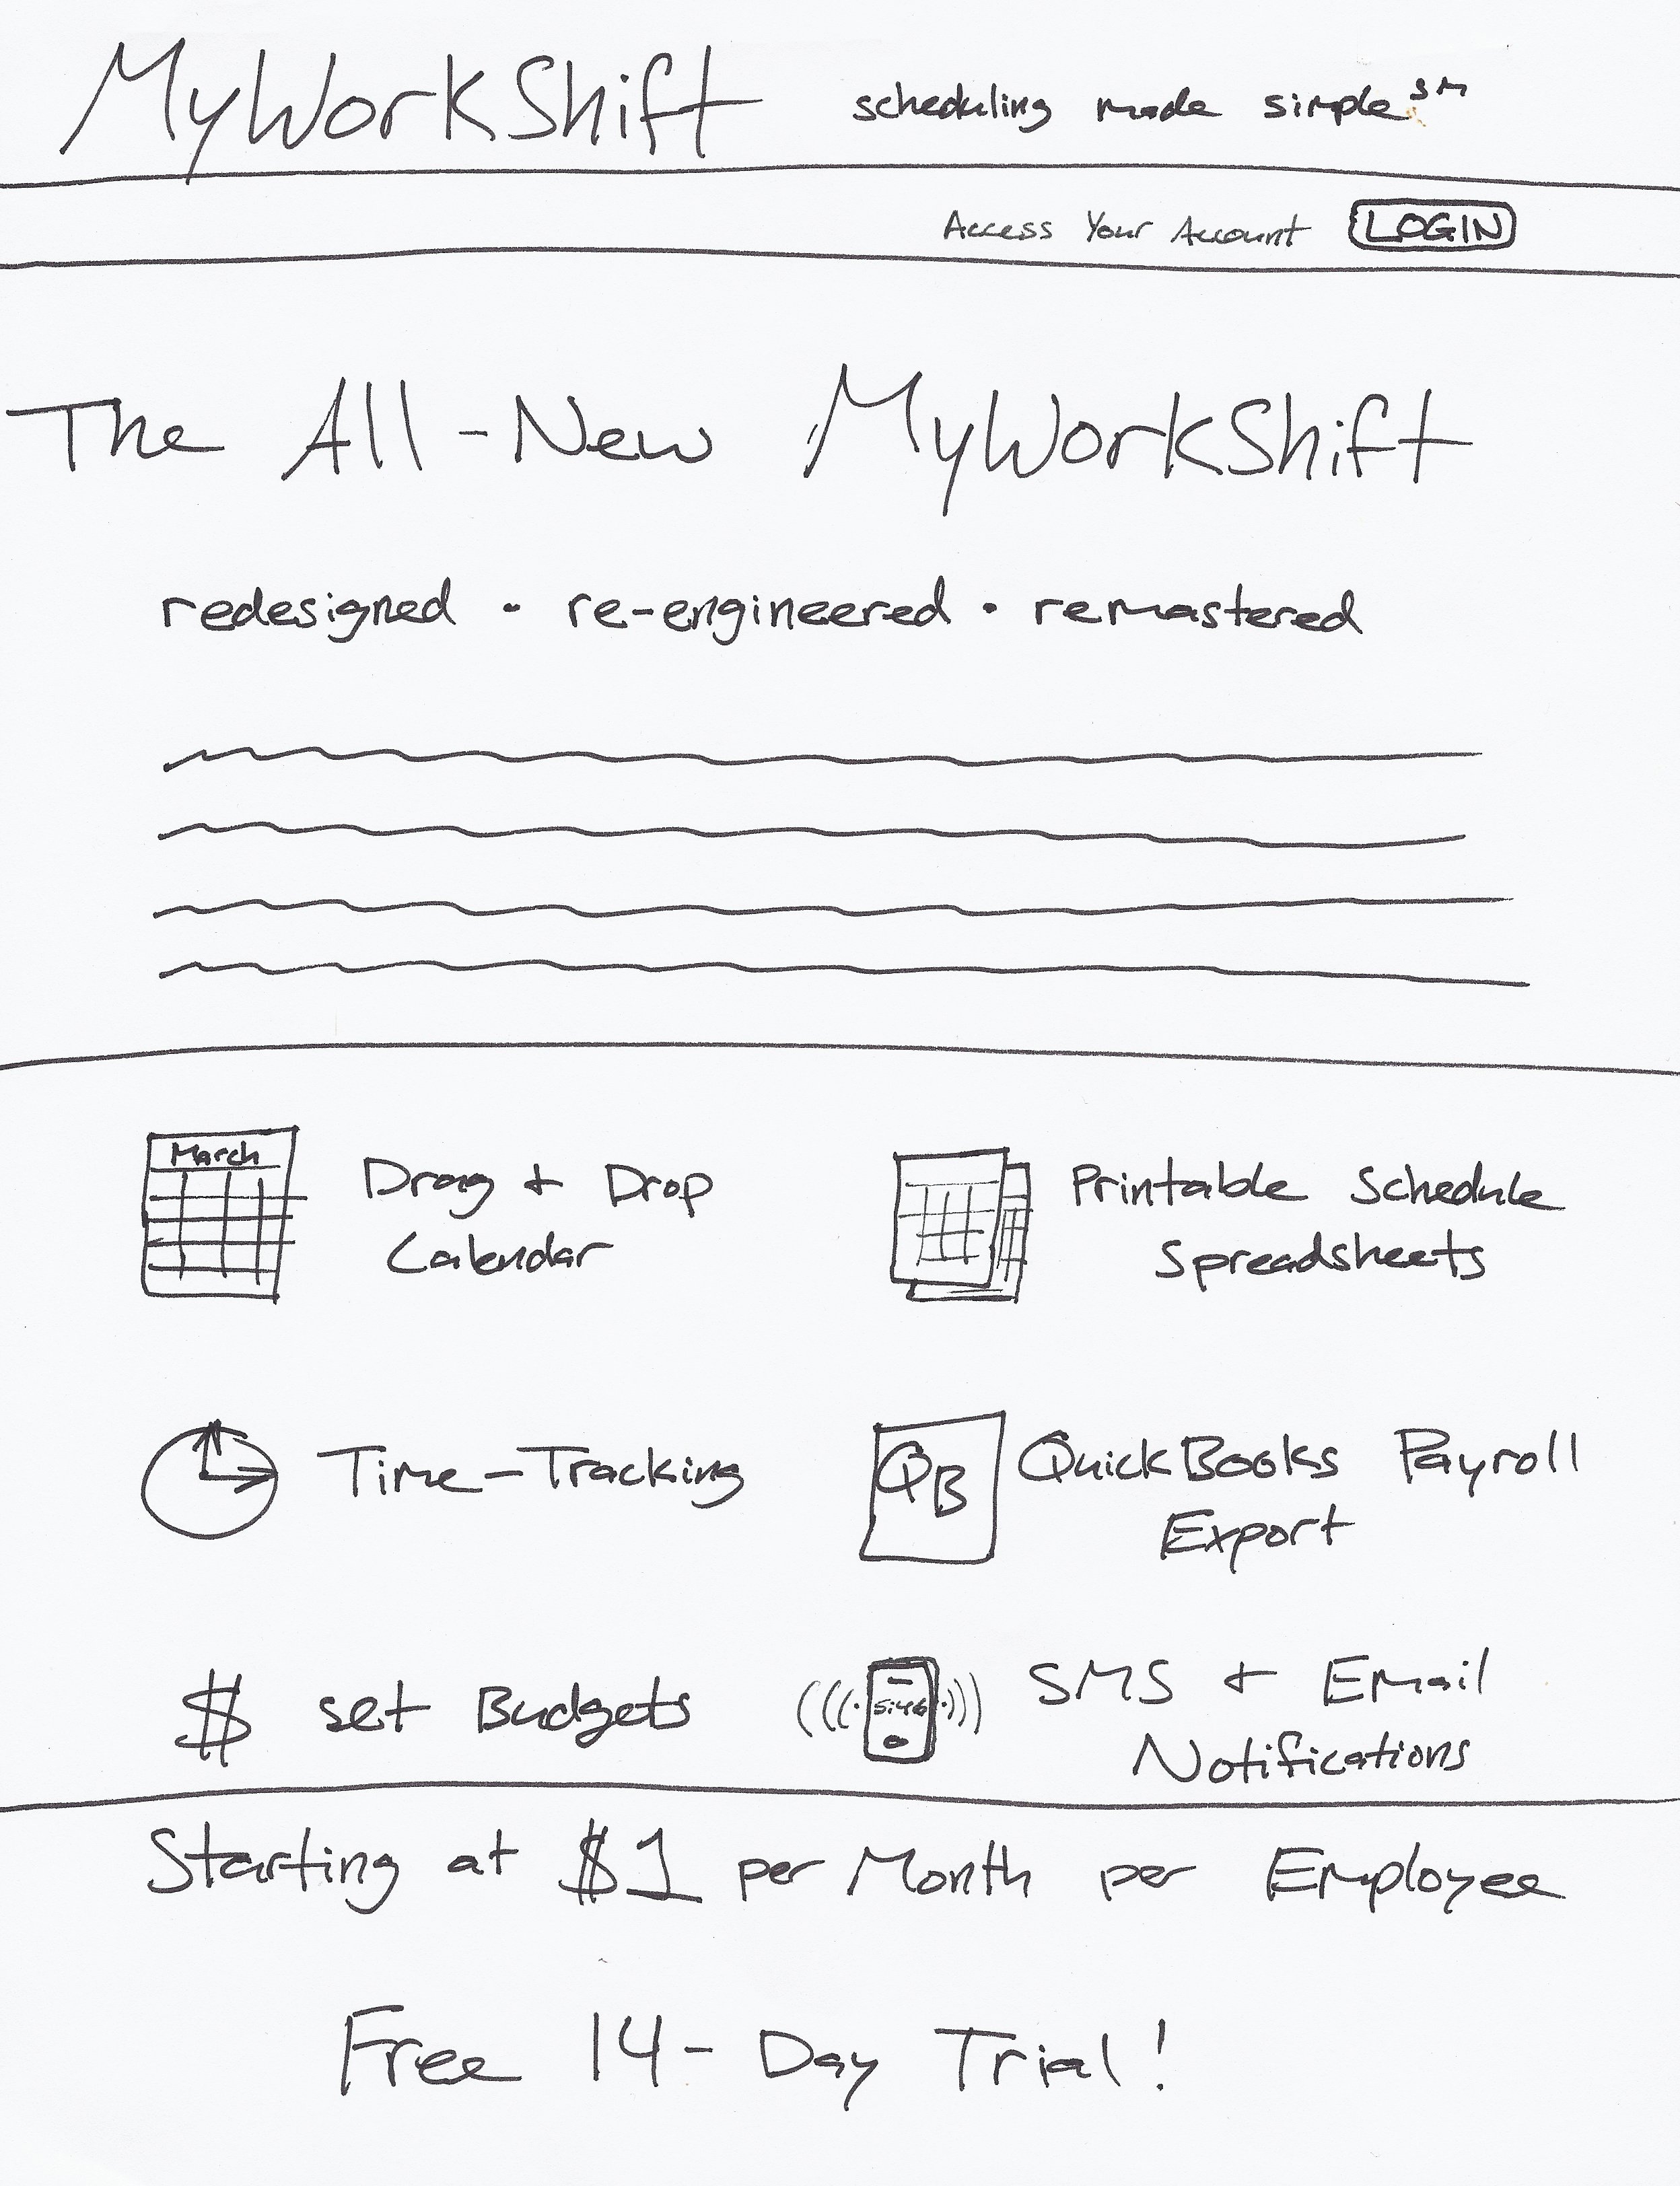 MyWorkShift scheduling made simple SM
Access Your Account LOGIN
The All-New MyWorkShift
redesigned · re-engineered · remastered
March
Drag + Drop
Calendar
Printable Schedule
Spreadsheets
Time-Tracking
QB
QuickBooks Payroll
Export
$ set Budgets
5:46
SMS + Email
Notifications
Starting at $1 per Month per Employee
Free 14-Day Trial!